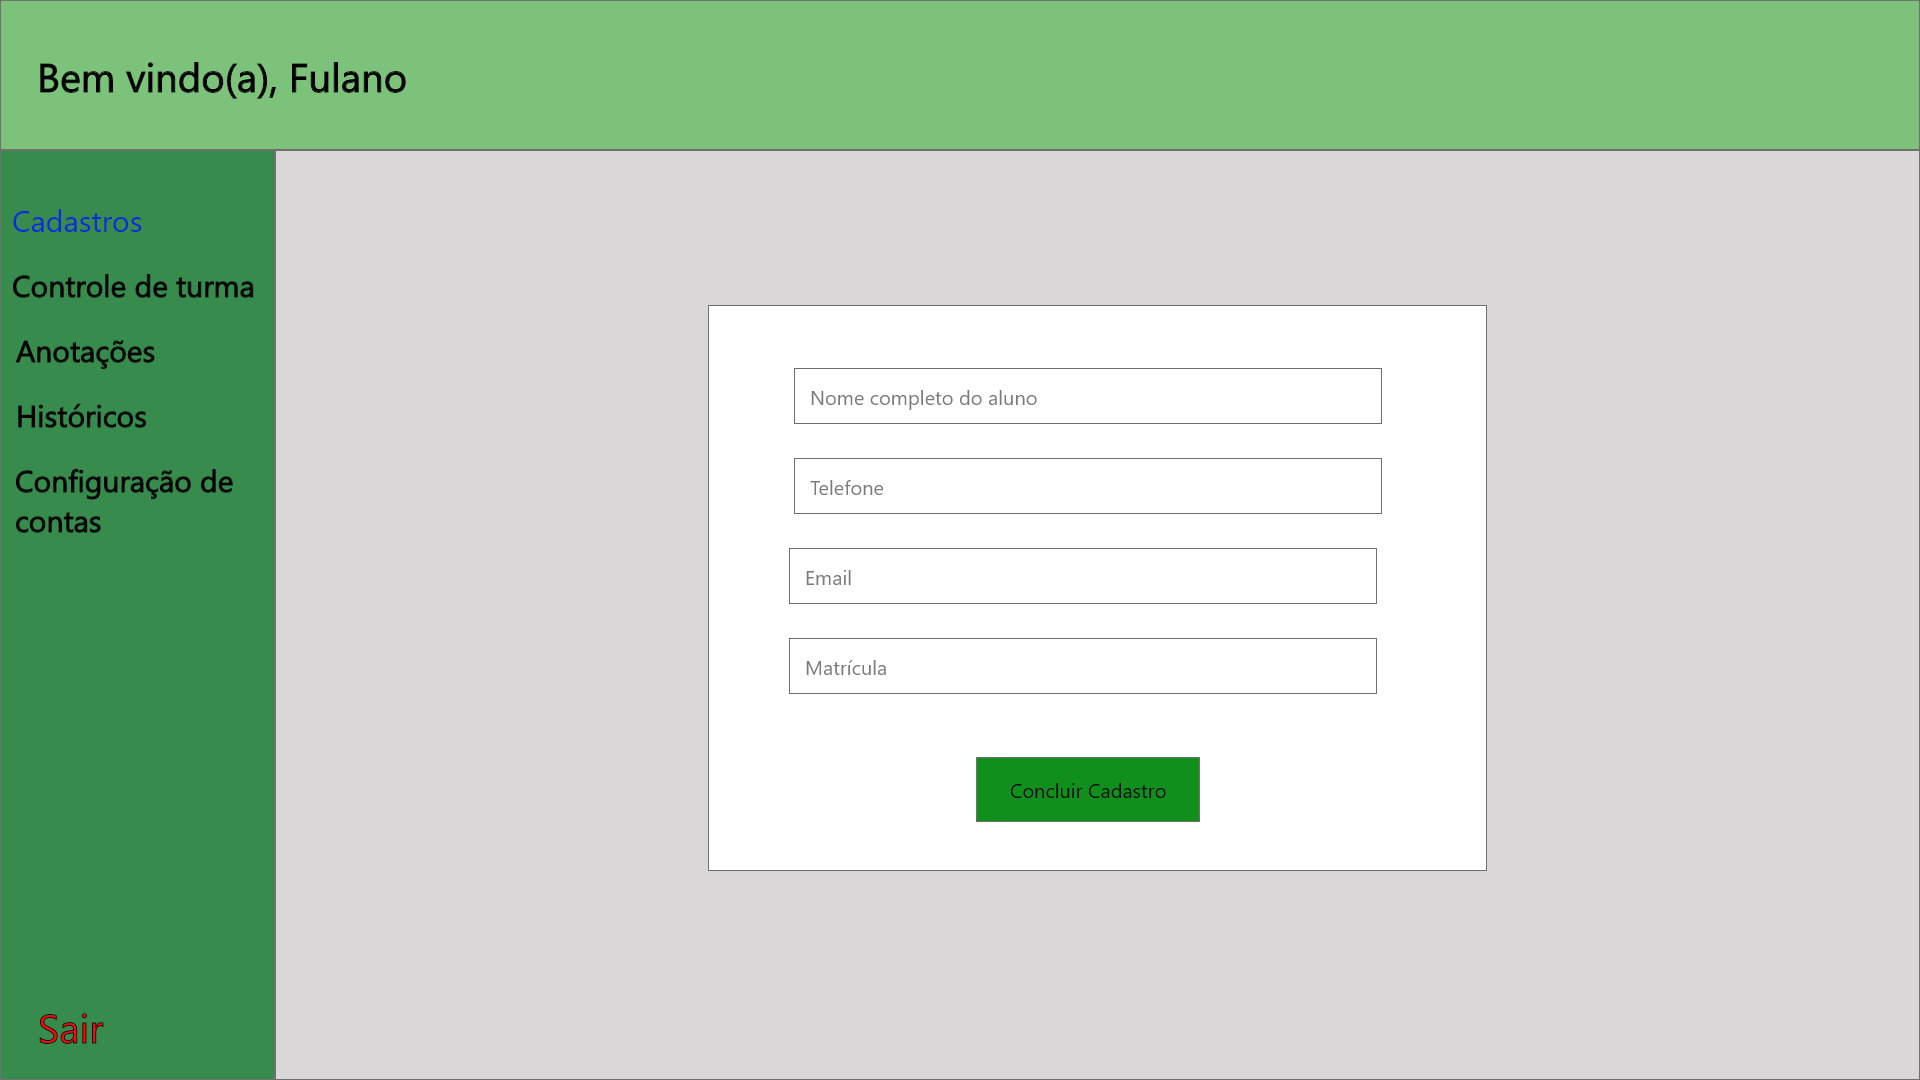 Bem vindo(a), Fulano
Cadastros
Controle de turma
Anotações
Históricos
Configuração de
contas
Sair
Nome completo do aluno
Telefone
Email
Matrícula
Concluir Cadastro